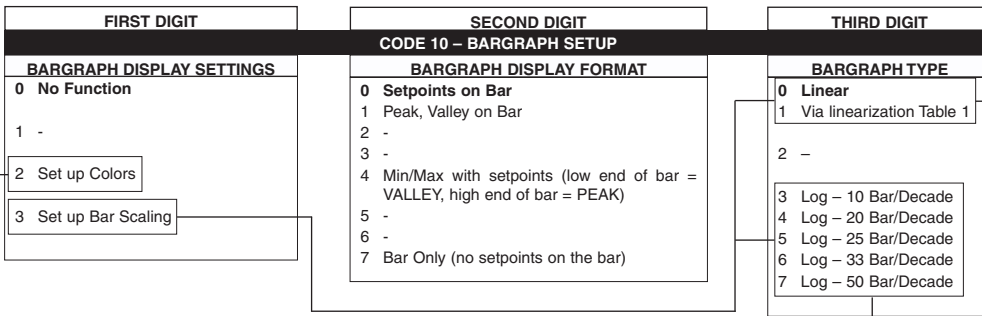 FIRST DIGIT
SECOND DIGIT
THIRD DIGIT
CODE 10 – BARGRAPH SETUP
BARGRAPH DISPLAY SETTINGS
0 No Function
1 -
2 Set up Colors
3 Set up Bar Scaling
BARGRAPH DISPLAY FORMAT
0 Setpoints on Bar
1 Peak, Valley on Bar
2 -
3 -
4 Min/Max with setpoints (low end of bar =
VALLEY, high end of bar = PEAK)
5 -
6 -
7 Bar Only (no setpoints on the bar)
BARGRAPH TYPE
0 Linear
1 Via linearization Table 1
2 –
3 Log – 10 Bar/Decade
4 Log – 20 Bar/Decade
5 Log – 25 Bar/Decade
6 Log – 33 Bar/Decade
7 Log – 50 Bar/Decade